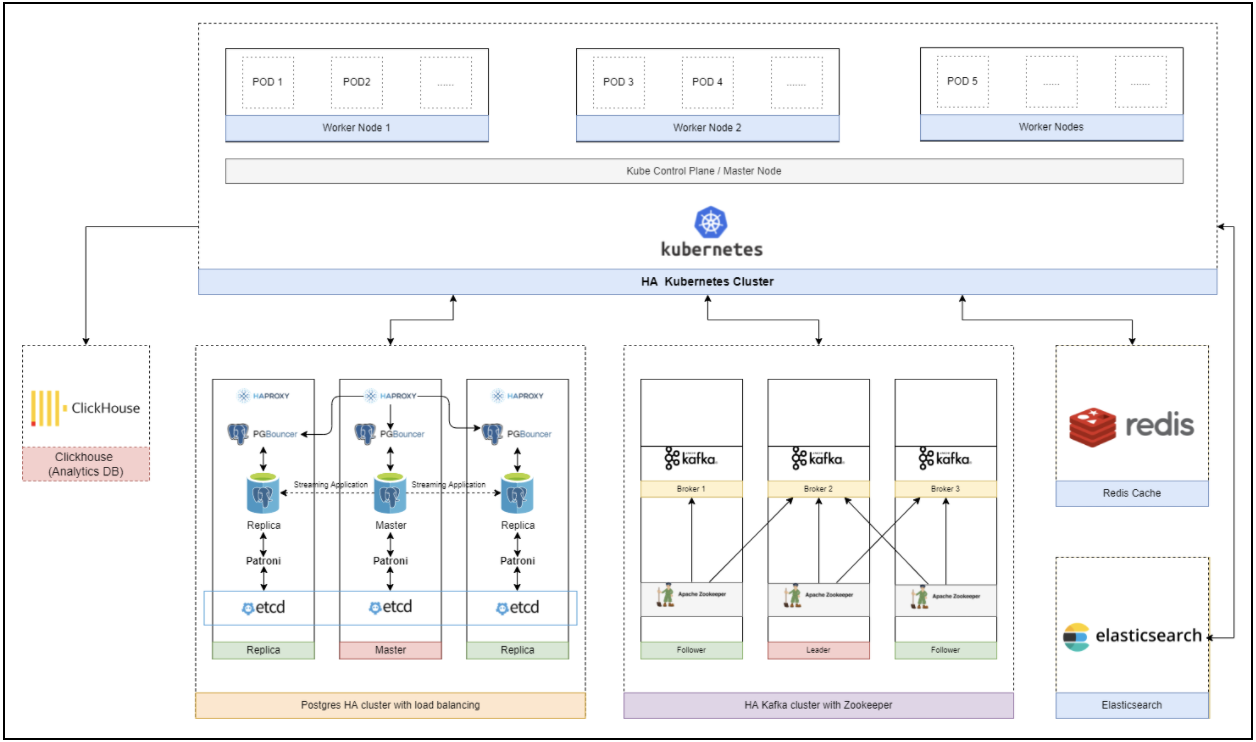 POD 1
POD2
......
POD 3
POD 4
.......
POD 5
......
.......
Worker Node 1
Worker Node 2
Worker Nodes
Kube Control Plane / Master Node
kubernetes
HA Kubernetes Cluster
ClickHouse
Clickhouse
(Analytics DB)
HAPROXY
HAPROXY
HAPROXY
PGBouncer
PGBouncer
PGBouncer
Streaming Application
Streaming Application
Replica
Master
Replica
Patroni
Patroni
Patroni
etcd
etcd
etcd
Replica
Master
Replica
Postgres HA cluster with load balancing
kafka
kafka
kafka
Broker 1
Broker 2
Broker 3
Apache Zookeeper
Apache Zookeeper
Apache Zookeeper
Follower
Leader
Follower
HA Kafka cluster with Zookeeper
redis
Redis Cache
elasticsearch
Elasticsearch